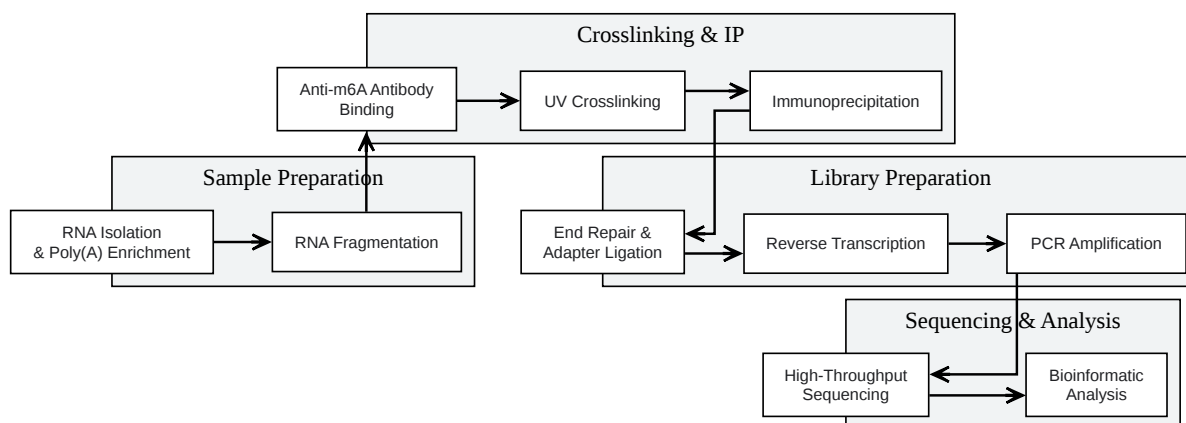 Crosslinking & IP
Anti-m6A Antibody
Binding
UV Crosslinking
Immunoprecipitation
Sample Preparation
RNA Isolation
& Poly(A) Enrichment
RNA Fragmentation
Library Preparation
End Repair &
Adapter Ligation
Reverse Transcription
PCR Amplification
Sequencing & Analysis
High-Throughput
Sequencing
Bioinformatic
Analysis